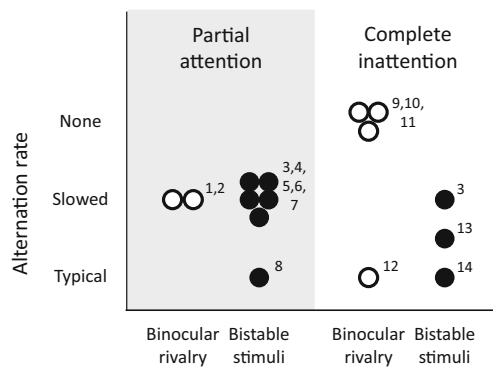 Partial
attention
Complete
inattention
Alternation rate
None
Slowed
Typical
9,10,
11
1,2
3,4,
5,6,
7
3
13
8
12
14
Binocular
rivalry
Bistable
stimuli
Binocular
rivalry
Bistable
stimuli